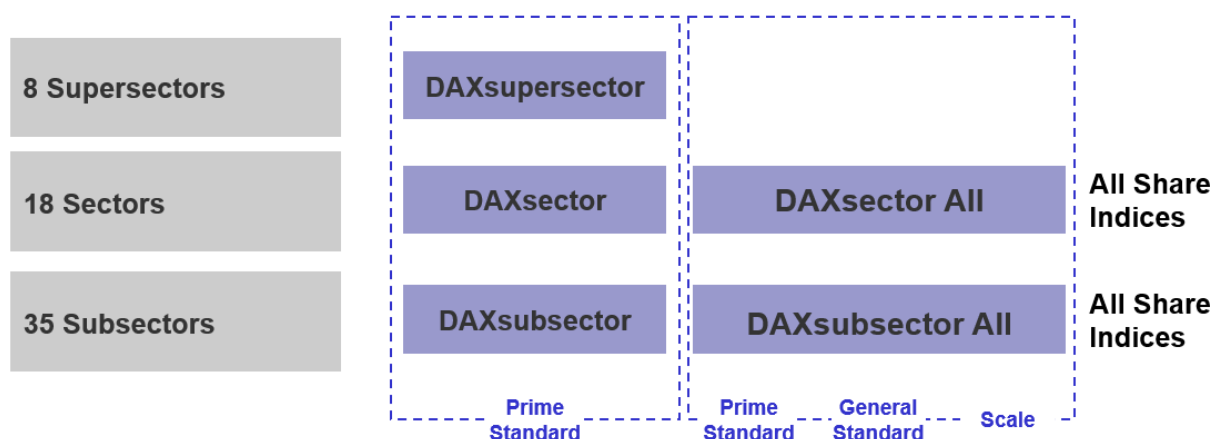 8 Supersectors
DAXsupersector
18 Sectors
DAXsector
DAXsector All
All Share
Indices
35 Subsectors
DAXsubsector
DAXsubsector All
All Share
Indices
Prime
Standard
Prime
Standard
General
Standard
Scale